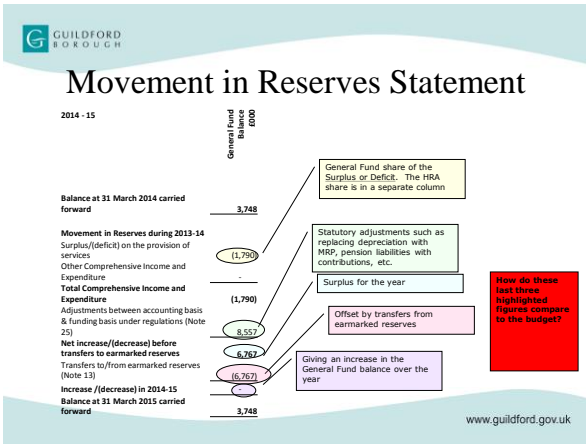 GUILDFORD
BOROUGH
Movement in Reserves Statement
2014 - 15
General Fund
Balance
£000
Balance at 31 March 2014 carried
forward 3,748
Movement in Reserves during 2013-14
Surplus/(deficit) on the provision of
services (1,790)
Other Comprehensive Income and
Expenditure -
Total Comprehensive Income and
Expenditure (1,790)
Adjustments between accounting basis
& funding basis under regulations (Note
25) 8,557
Net increase/(decrease) before
transfers to earmarked reserves 6,767
Transfers to/from earmarked reserves
(Note 13) (6,767)
Increase /(decrease) in 2014-15 -
Balance at 31 March 2015 carried
forward 3,748
General Fund share of the
Surplus or Deficit. The HRA
share is in a separate column
Statutory adjustments such as
replacing depreciation with
MRP, pension liabilities with
contributions, etc.
Surplus for the year
Offset by transfers from
earmarked reserves
Giving an increase in the
General Fund balance over the
year
How do these
last three
highlighted
figures compare
to the budget?
www.guildford.gov.uk